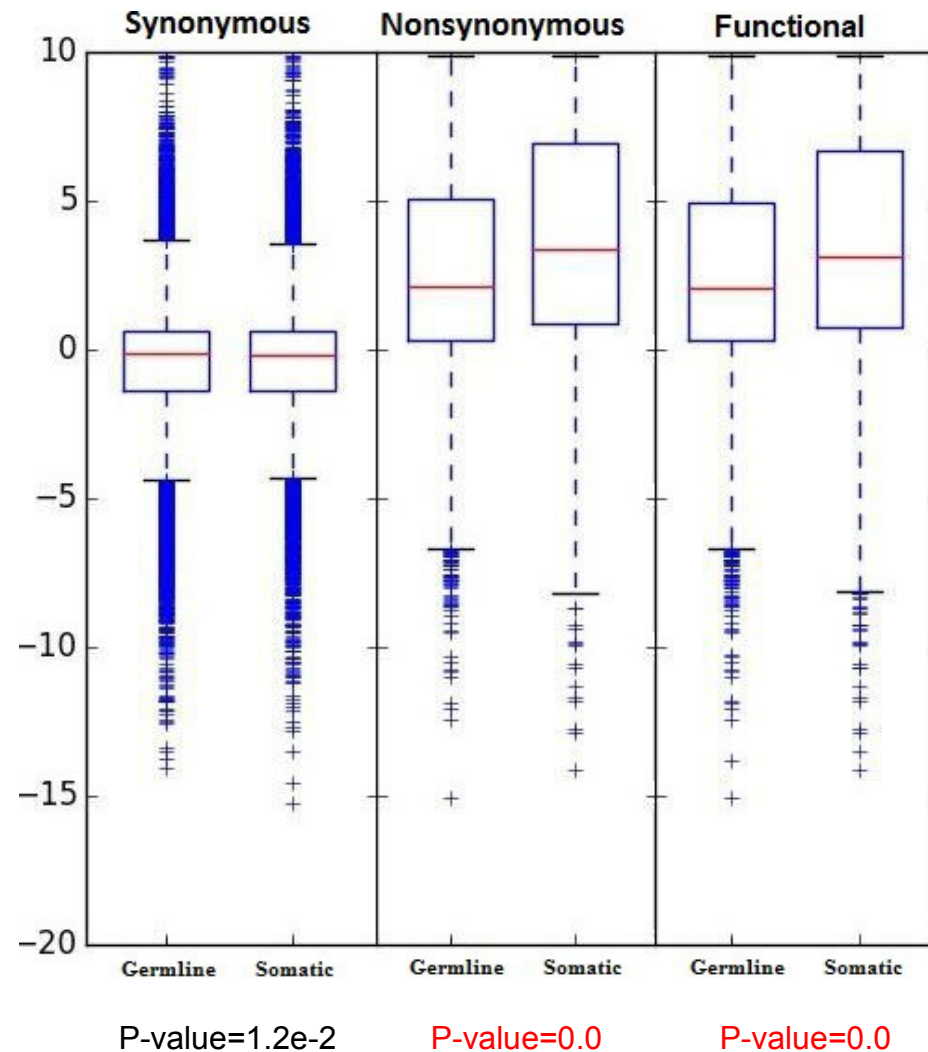 Synonymous Nonsynonymous Functional
10
5
0
−5
−10
−15
−20
Germline Somatic Germline Somatic Germline Somatic
P-value=1.2e-2 P-value=0.0 P-value=0.0